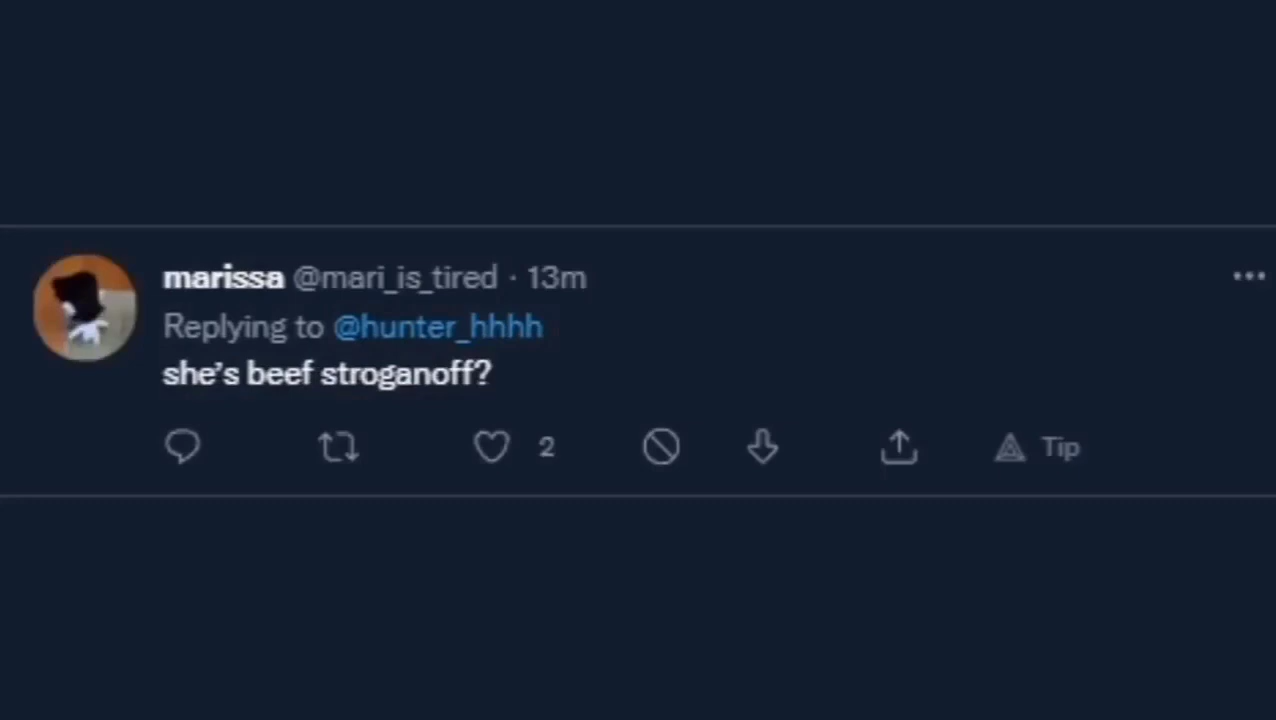 marissa @mari_is_tired · 13m
Replying to @hunter_hhhh
she's beef stroganoff?
2 Tip